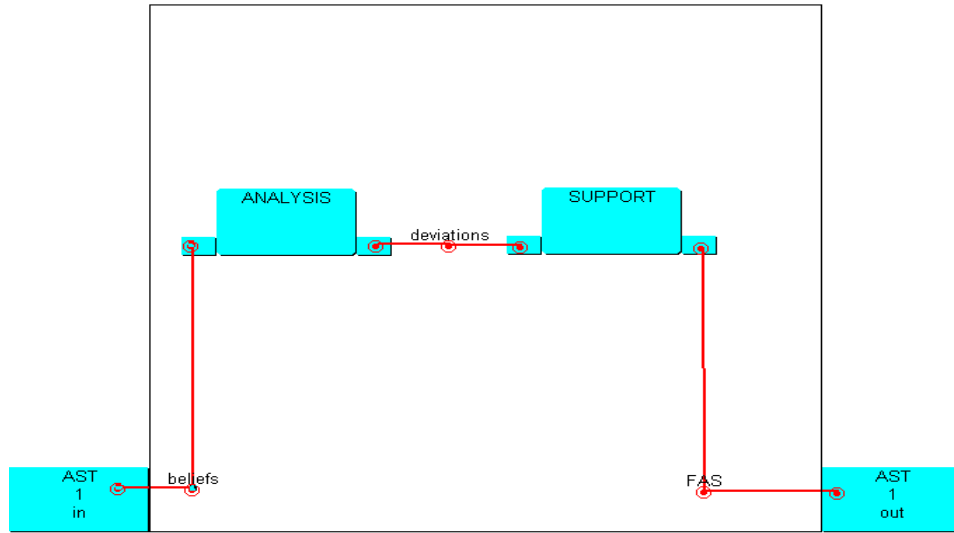 ANALYSIS
SUPPORT
deviations
AST
1
in
beliefs
FAS
AST
1
out